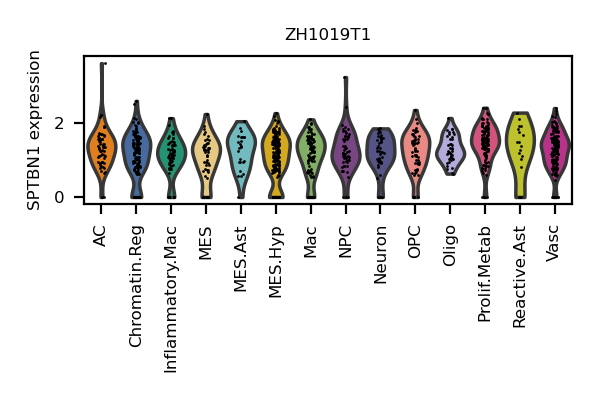 ZH1019T1
SPTBN1 expression
2
0
AC
Chromatin.Reg
Inflammatory.Mac
MES
MES.Ast
MES.Hyp
Mac
NPC
Neuron
OPC
Oligo
Prolif.Metab
Reactive.Ast
Vasc